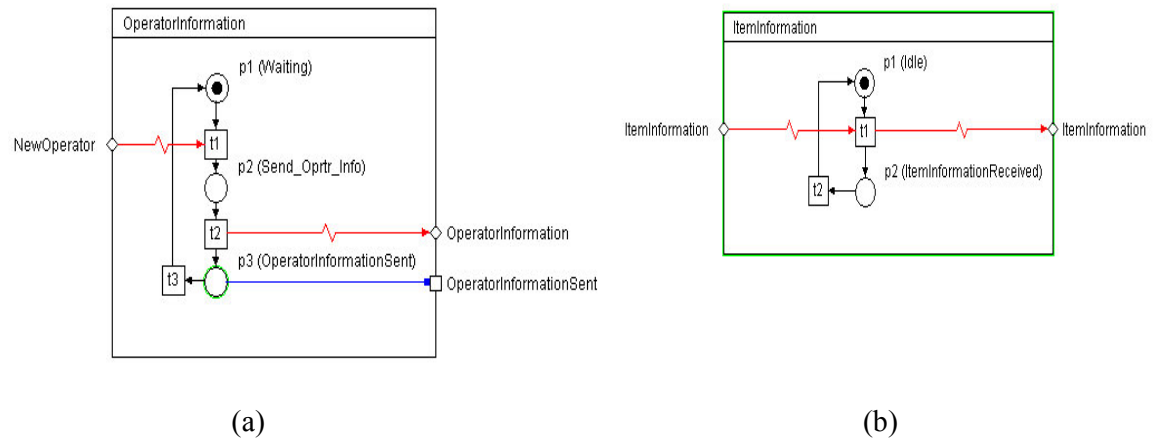 OperatorInformation
p1 (Waiting)
NewOperator
t1
p2 (Send_Oprtr_Info)
t2
OperatorInformation
p3 (OperatorInformationSent)
t3
OperatorInformationSent
(a)
ItemInformation
p1 (Idle)
ItemInformation
t1
ItemInformation
p2 (ItemInformationReceived)
t2
(b)